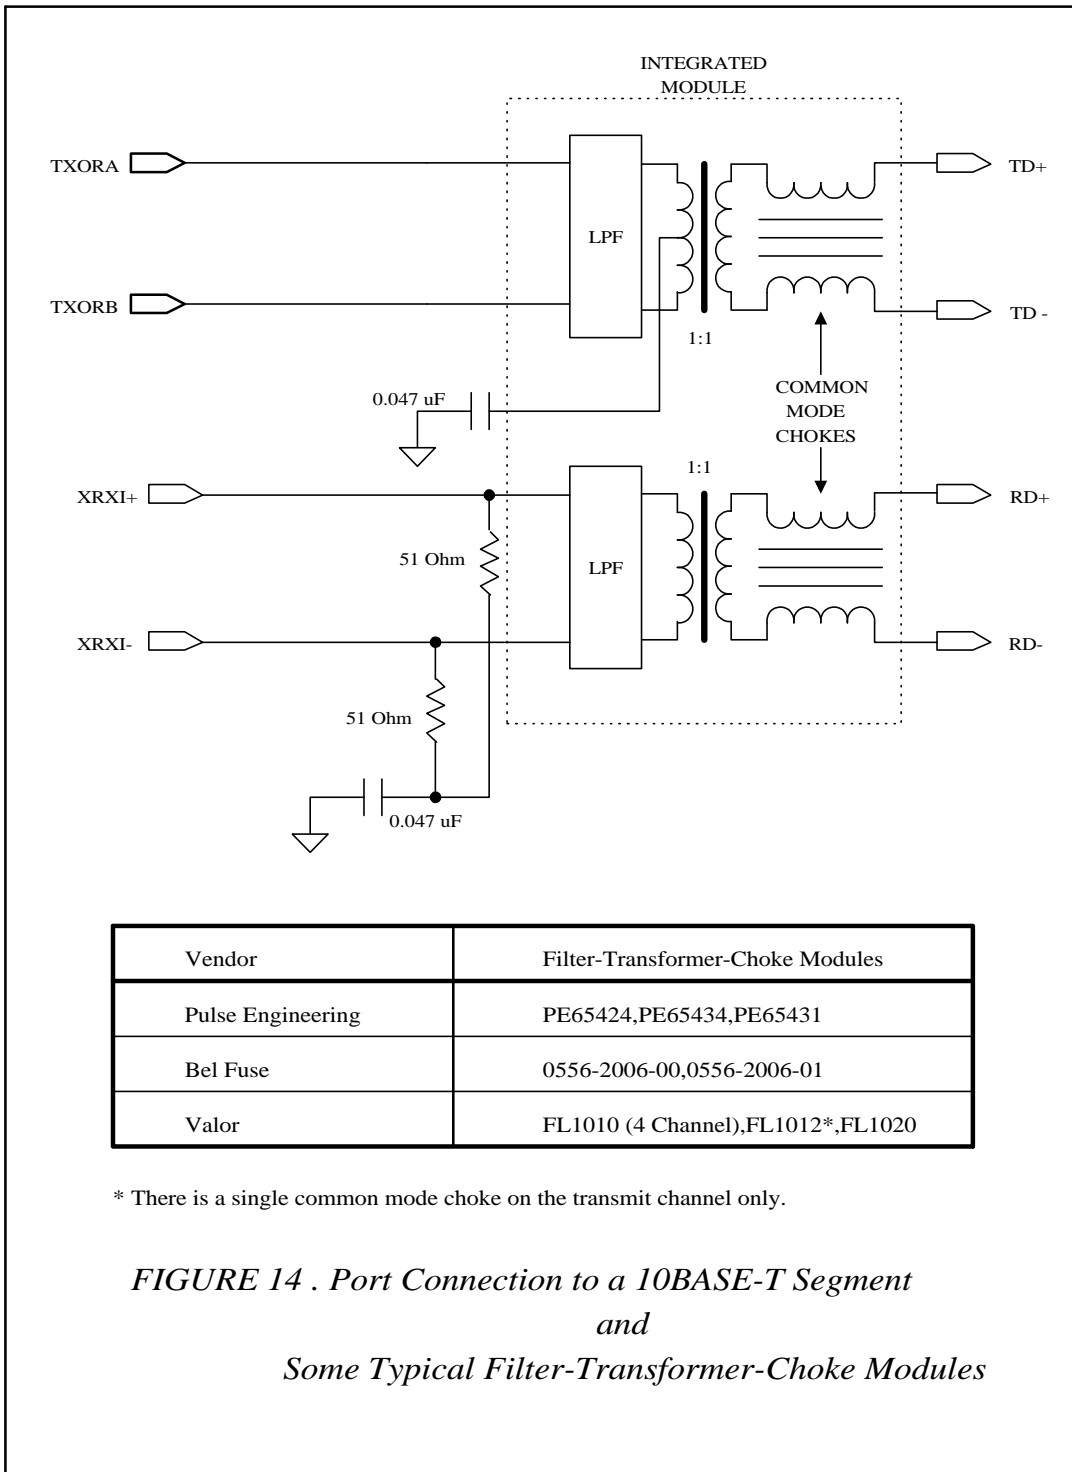 INTEGRATED
MODULE
TXORA
TD+
LPF
TXORB
TD -
1:1
0.047 uF
COMMON
MODE
CHOKES
1:1
XRXI+
RD+
51 Ohm
LPF
XRXI-
RD-
51 Ohm
0.047 uF
Vendor Filter-Transformer-Choke Modules
Pulse Engineering PE65424,PE65434,PE65431
Bel Fuse 0556-2006-00,0556-2006-01
Valor FL1010 (4 Channel),FL1012*,FL1020
* There is a single common mode choke on the transmit channel only.
FIGURE 14 . Port Connection to a 10BASE-T Segment
and
Some Typical Filter-Transformer-Choke Modules